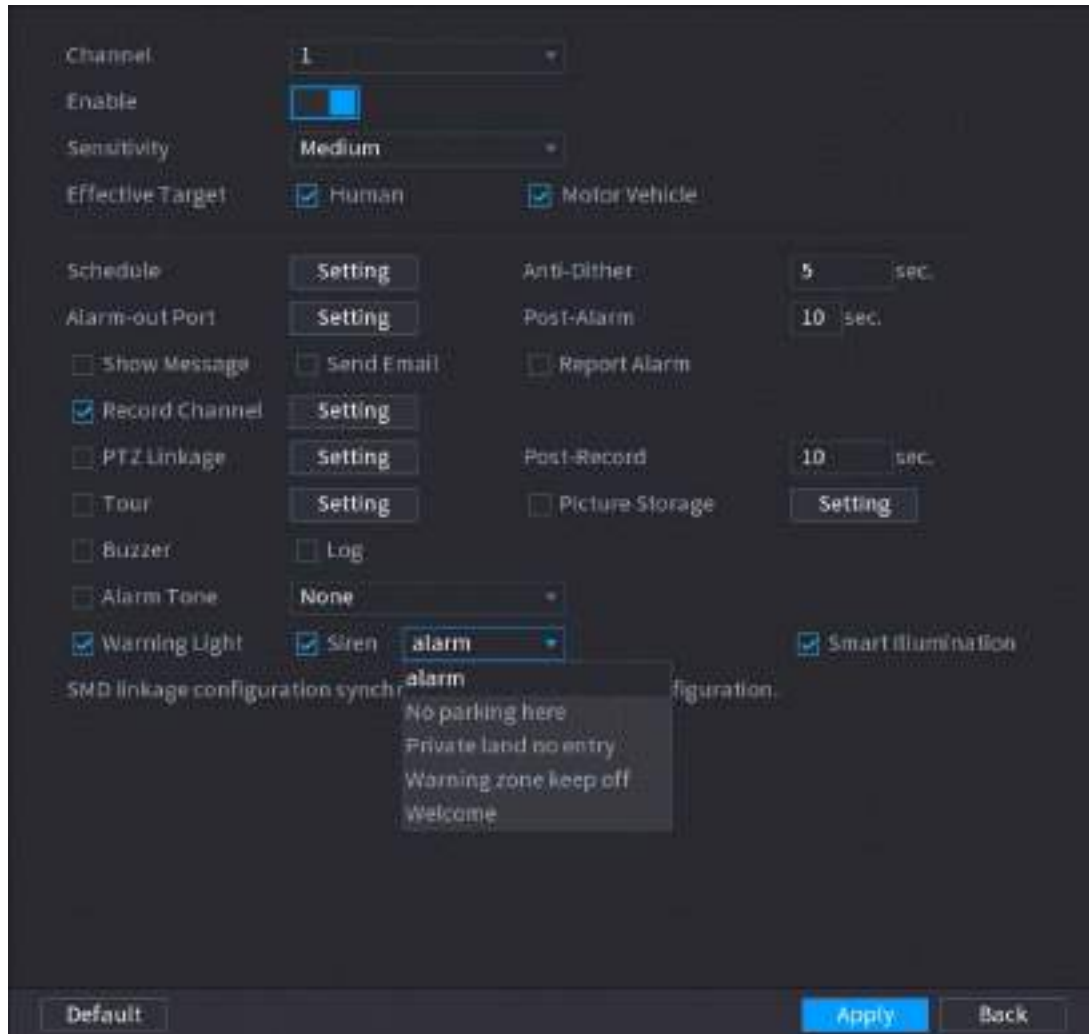 Channel 1
Enable
Sensitivity Medium
Effective Target Human Motor Vehicle
Schedule Setting Anti-Dither 5 sec.
Alarm-out Port Setting Post-Alarm 10 sec.
Show Message Send Email Report Alarm
Record Channel Setting
PTZ Linkage Setting Post-Record 10 sec.
Tour Setting Picture Storage Setting
Buzzer Log
Alarm Tone None
Warning Light Siren alarm Smart Illumination
SMD linkage configuration synchr alarm figuration.
No parking here
Private land no entry
Warning zone keep off
Welcome
Default Apply Back